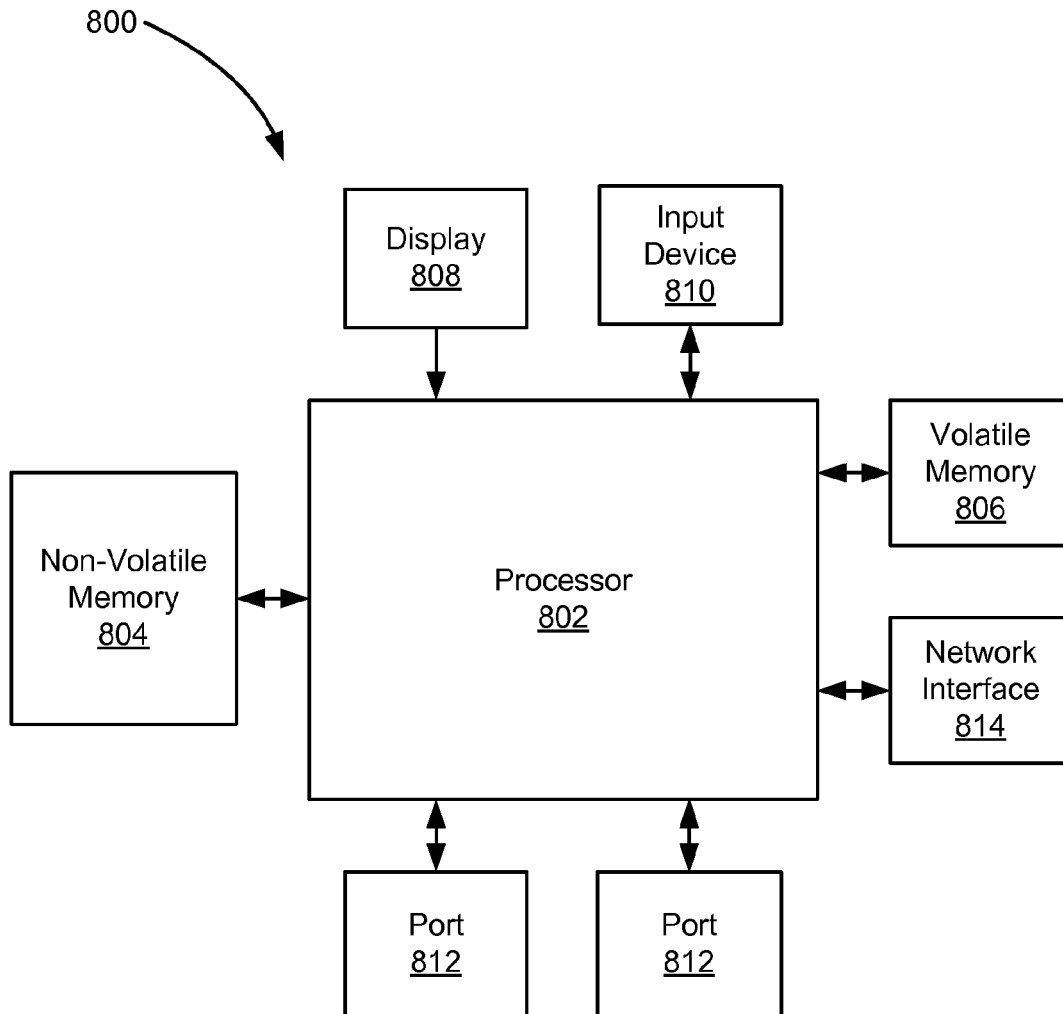 800
Display
808
Input
Device
810
Volatile
Memory
806
Non-Volatile
Memory
804
Processor
802
Network
Interface
814
Port
812
Port
812